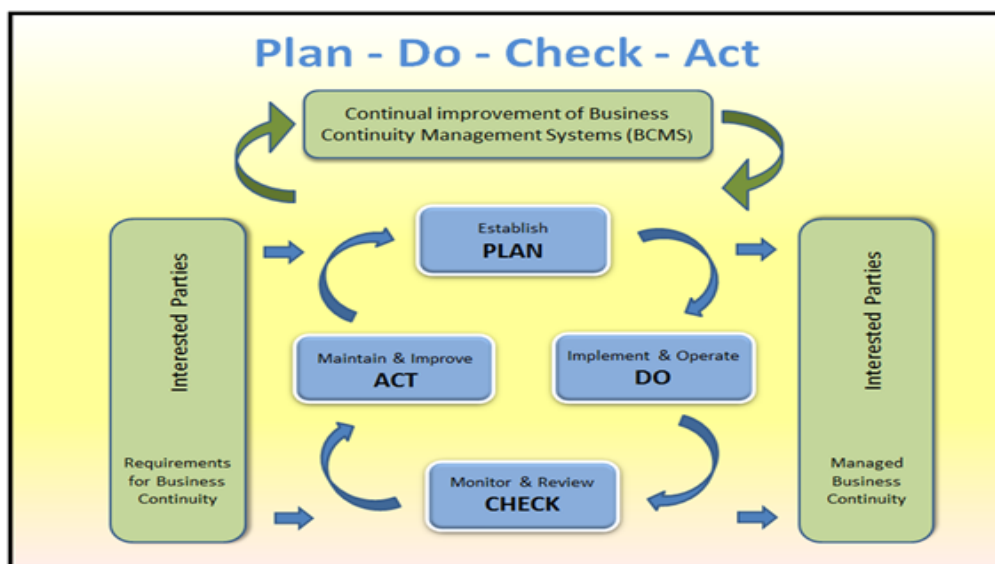 Plan - Do - Check - Act
Continual improvement of Business
Continuity Management Systems (BCMS)
Interested Parties
Requirements
for Business
Continuity
Establish
PLAN
Maintain & Improve
ACT
Implement & Operate
DO
Monitor & Review
CHECK
Interested Parties
Managed
Business
Continuity